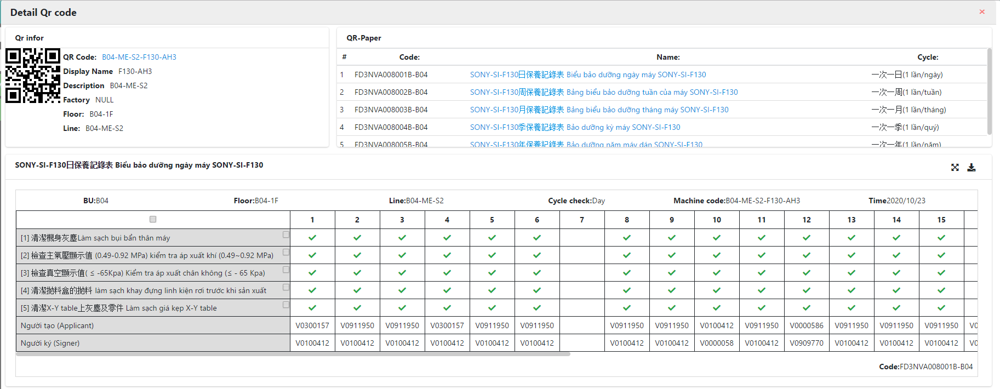 Detail Qr code
×
Qr infor
QR Code: B04-ME-S2-F130-AH3
Display Name F130-AH3
Description B04-ME-S2
Factory NULL
Floor: B04-1F
Line: B04-ME-S2
QR-Paper
# Code: Name: Cycle:
1 FD3NVA008001B-B04 SONY-SI-F130日保養記錄表 Biểu bảo dưỡng ngày máy SONY-SI-F130 一次一日(1 lần/ngày)
2 FD3NVA008002B-B04 SONY-SI-F130周保養記錄表 Bảng biểu bảo dưỡng tuần của máy SONY-SI-F130 一次一周(1 lần/tuần)
3 FD3NVA008003B-B04 SONY-SI-F130月保養記錄表 Bảng biểu bảo dưỡng tháng máy SONY-SI-F130 一次一月(1 lần/tháng)
4 FD3NVA008004B-B04 SONY-SI-F130季保養記錄表 Bảo dưỡng kỳ máy SONY-SI-F130 一次一季(1 lần/quý)
5 FD3NVA008005B-B04 SONY-SI-F130年保養記錄表 Bảo dưỡng năm máy dán SONY-SI-F130 一次一年(1 lần/năm)
SONY-SI-F130日保養記錄表 Biểu bảo dưỡng ngày máy SONY-SI-F130
BU:B04 Floor:B04-1F Line:B04-ME-S2 Cycle check:Day Machine code:B04-ME-S2-F130-AH3 Time2020/10/23
1 2 3 4 5 6 7 8 9 10 11 12 13 14 15
[1] 清潔機身灰塵Làm sạch bụi bẩn thân máy
[2] 檢查主氣壓顯示值 (0.49-0.92 MPa) kiểm tra áp xuất khí (0.49~0.92 MPa)
[3] 檢查真空顯示值( ≤ -65Kpa) Kiểm tra áp xuất chân không (≤ - 65 Kpa)
[4] 清潔拋料盒的拋料 làm sạch khay đựng linh kiện rơi trước khi sản xuất
[5] 清潔X-Y table上灰塵及零件 Làm sạch giá kẹp X-Y table
Người tạo (Applicant) V0300157 V0911950 V0911950 V0300157 V0911950 V0911950 V0911950 V0911950 V0100412 V0911950 V0000586 V0911950 V0911950 V0911950 V0
Người ký (Signer) V0100412 V0100412 V0100412 V0100412 V0100412 V0100412 V0100412 V0100412 V0000058 V0100412 V0909770 V0100412 V0100412 V0100412 V0
Code:FD3NVA008001B-B04